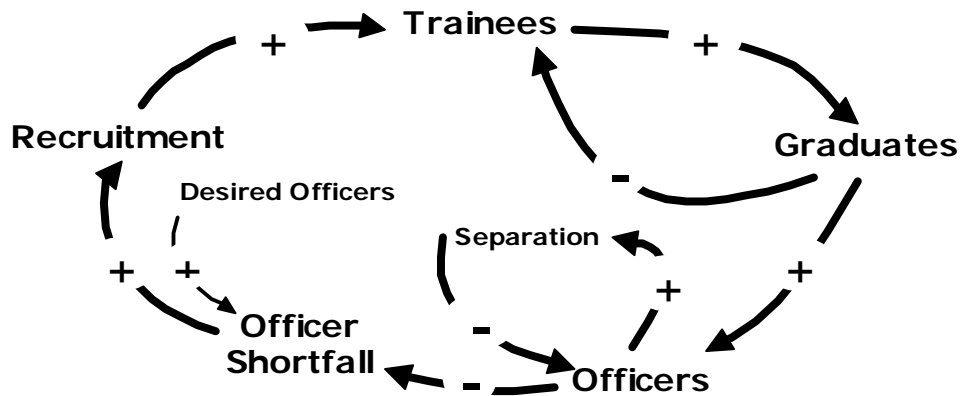 Trainees
+
+
Recruitment
Graduates
-
Desired Officers
Separation
+
+
+
+
-
Officer
Shortfall
-
Officers